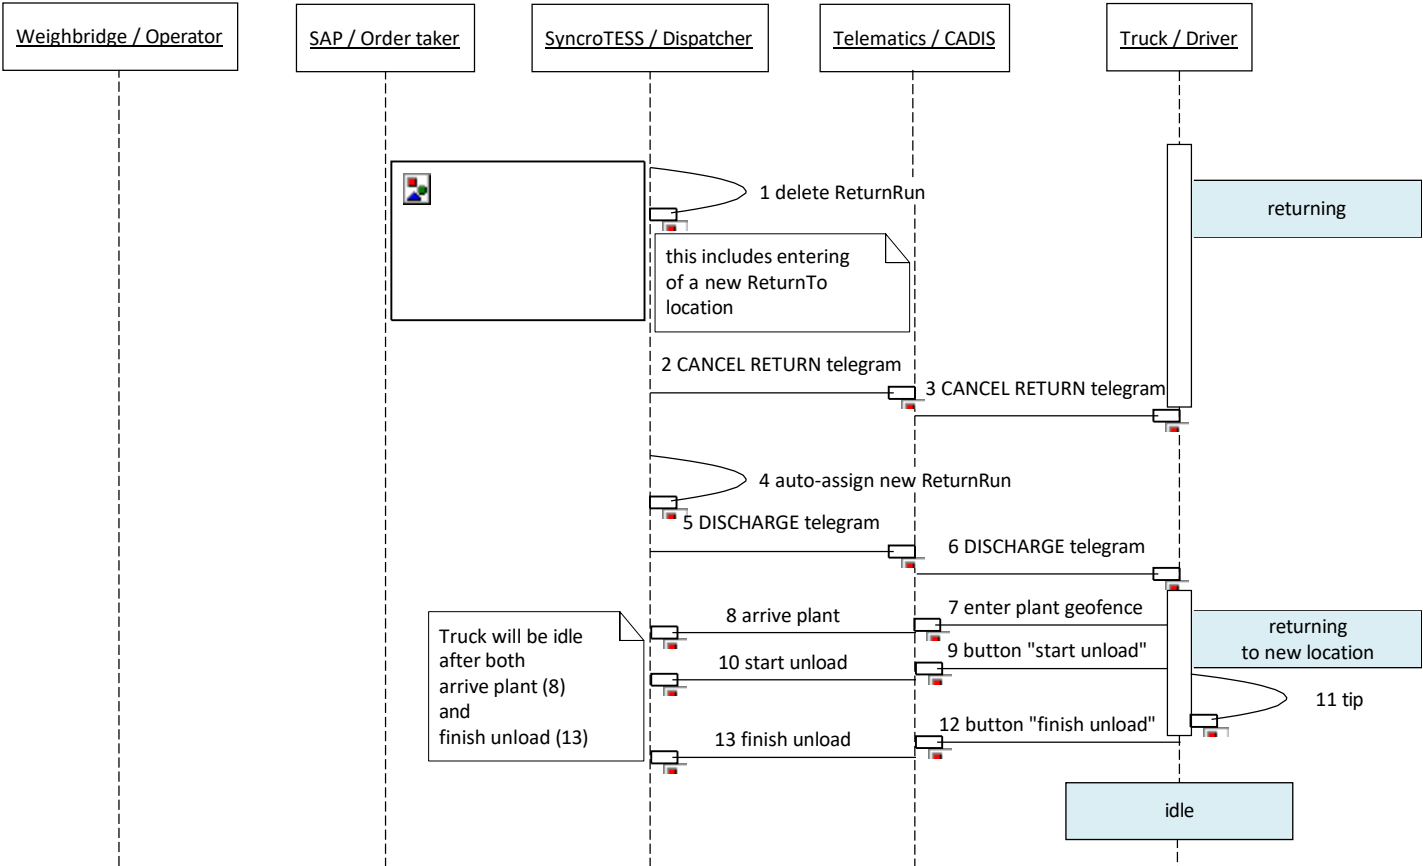 Weighbridge / Operator
SAP / Order taker
SyncroTESS / Dispatcher
Telematics / CADIS
Truck / Driver
1 delete ReturnRun
returning
this includes entering
of a new ReturnTo
location
2 CANCEL RETURN telegram
3 CANCEL RETURN telegram
4 auto-assign new ReturnRun
5 DISCHARGE telegram
6 DISCHARGE telegram
7 enter plant geofence
8 arrive plant
Truck will be idle
after both
arrive plant (8)
and
finish unload (13)
returning
to new location
9 button "start unload"
10 start unload
11 tip
12 button "finish unload"
13 finish unload
idle